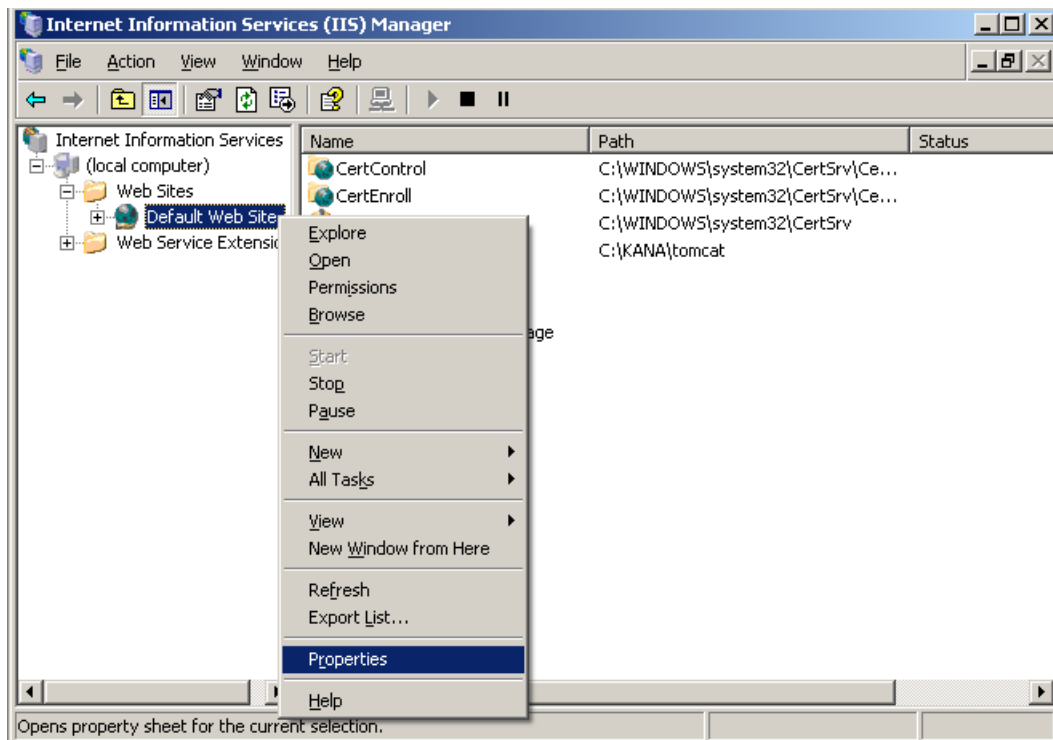 Internet Information Services (IIS) Manager
File Action View Window Help
Internet Information Services
(local computer)
Web Sites
Default Web Site
Web Service Extensio
Name Path Status
CertControl C:\WINDOWS\system32\CertSrv\Ce...
CertEnroll C:\WINDOWS\system32\CertSrv\Ce...
C:\WINDOWS\system32\CertSrv
C:\KANA\tomcat
age
Explore
Open
Permissions
Browse
Start
Stop
Pause
New
All Tasks
View
New Window from Here
Refresh
Export List...
Properties
Help
Opens property sheet for the current selection.